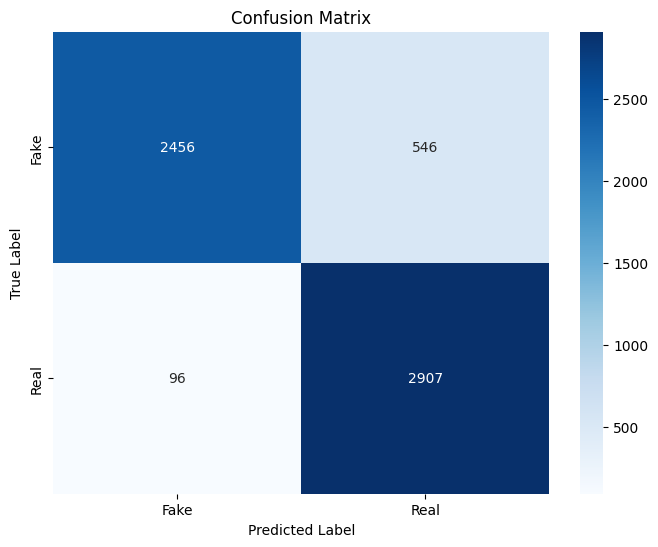 Confusion Matrix
Fake
2456
546
Real
96
2907
True Label
Fake
Real
Predicted Label
2500
2000
1500
1000
500